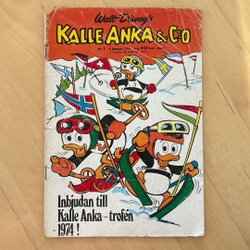 Walt Disney's
KALLE ANKA & C:O
Inbjudan till
Kalle Anka-trofén
1974!